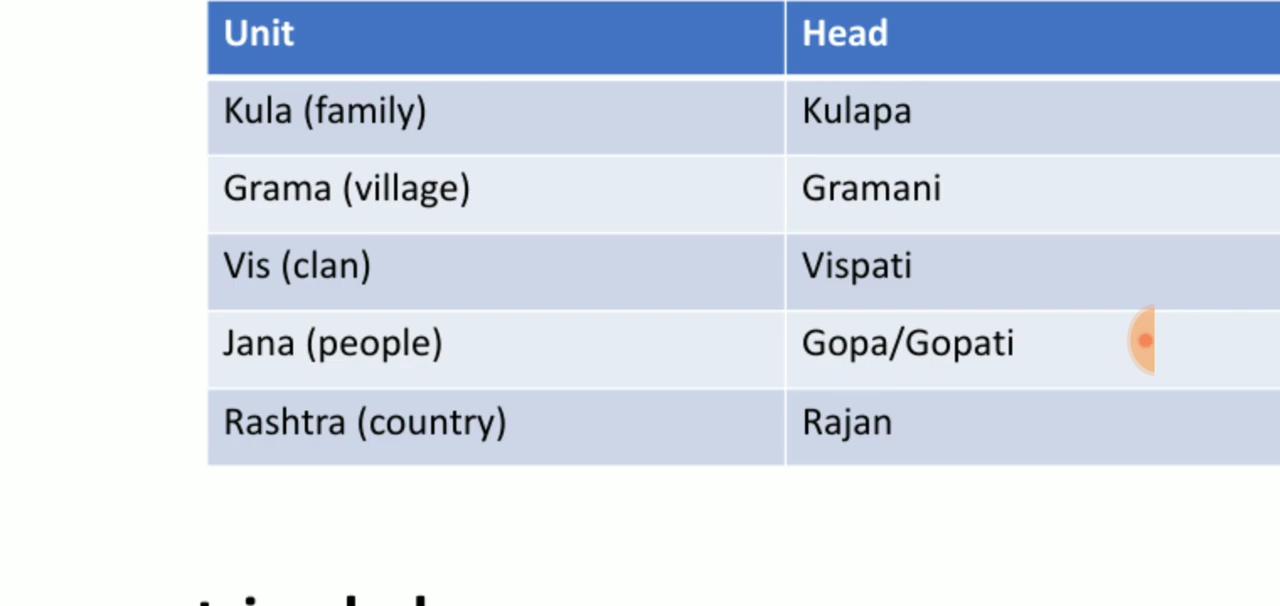 Unit Head
Kula (family) Kulapa
Grama (village) Gramani
Vis (clan) Vispati
Jana (people) Gopa/Gopati
Rashtra (country) Rajan